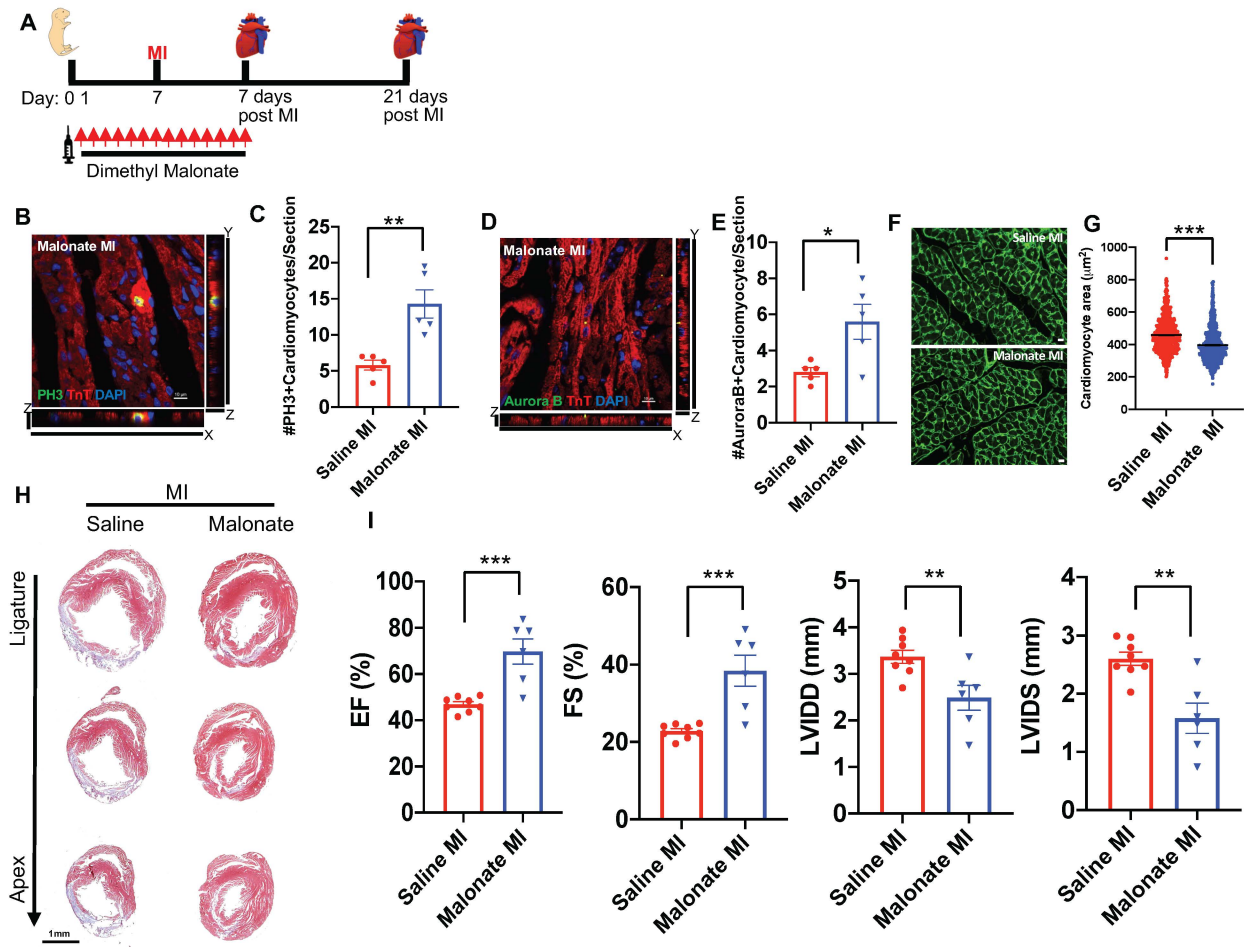 A
MI
Day: 0 1 7 7 days post MI 21 days post MI
Dimethyl Malonate
B
Malonate MI
PH3 TnT DAPI
10 µm
Y
Z
Z
X
C
**
#PH3+Cardiomyocytes/Section
25
20
15
10
5
0
Saline MI
Malonate MI
D
Malonate MI
Aurora B TnT DAPI
Y
Z
Z
X
E
*
#AuroraB+Cardiomyocyte/Section
10
8
6
4
2
0
Saline MI
Malonate MI
F
Saline MI
Malonate MI
G
***
Cardiomyocyte area (µm²)
1000
800
600
400
200
0
Saline MI
Malonate MI
H
MI
Saline Malonate
Ligature
Apex
1mm
I
***
EF (%)
100
80
60
40
20
0
Saline MI
Malonate MI
***
FS (%)
60
40
20
0
Saline MI
Malonate MI
**
LVIDD (mm)
5
4
3
2
1
0
Saline MI
Malonate MI
**
LVIDS (mm)
4
3
2
1
0
Saline MI
Malonate MI